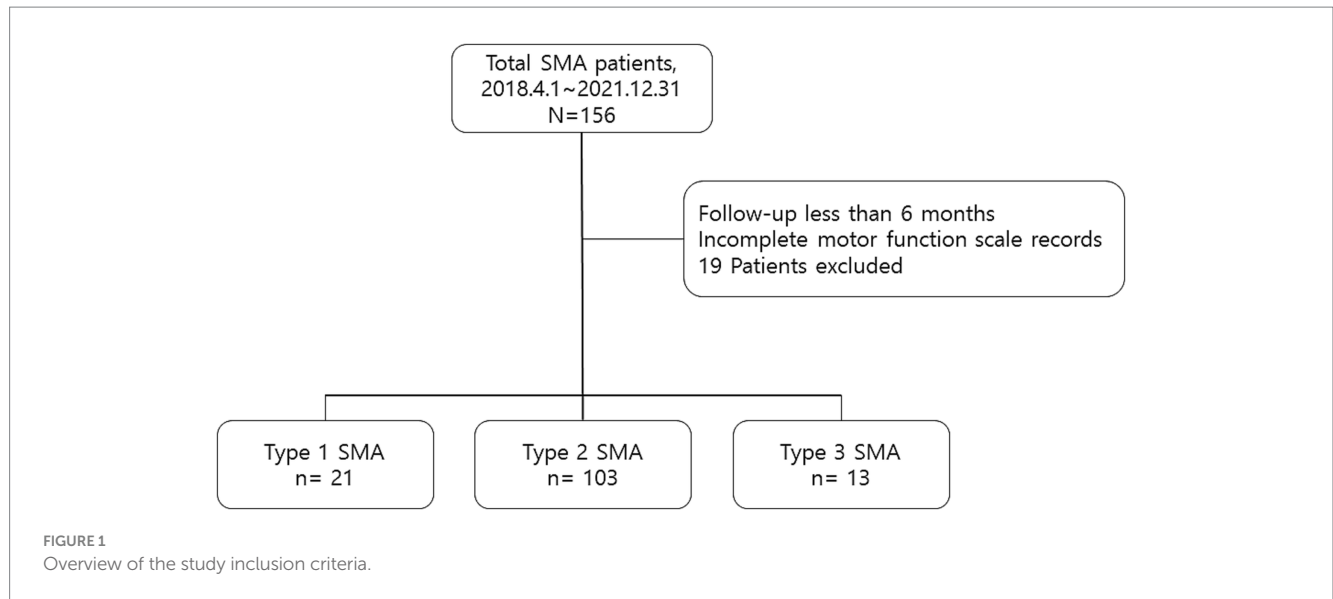 Total SMA patients,
2018.4.1~2021.12.31
N=156
Follow-up less than 6 months
Incomplete motor function scale records
19 Patients excluded
Type 1 SMA
n= 21
Type 2 SMA
n= 103
Type 3 SMA
n= 13
FIGURE 1
Overview of the study inclusion criteria.